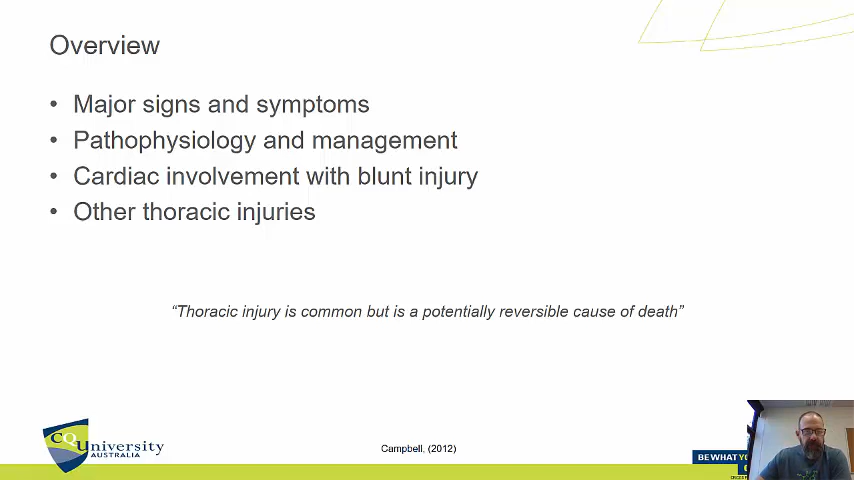 Overview
• Major signs and symptoms
• Pathophysiology and management
• Cardiac involvement with blunt injury
• Other thoracic injuries
“Thoracic injury is common but is a potentially reversible cause of death”
CQUniversity
AUSTRALIA
Campbell, (2012)
BE WHAT